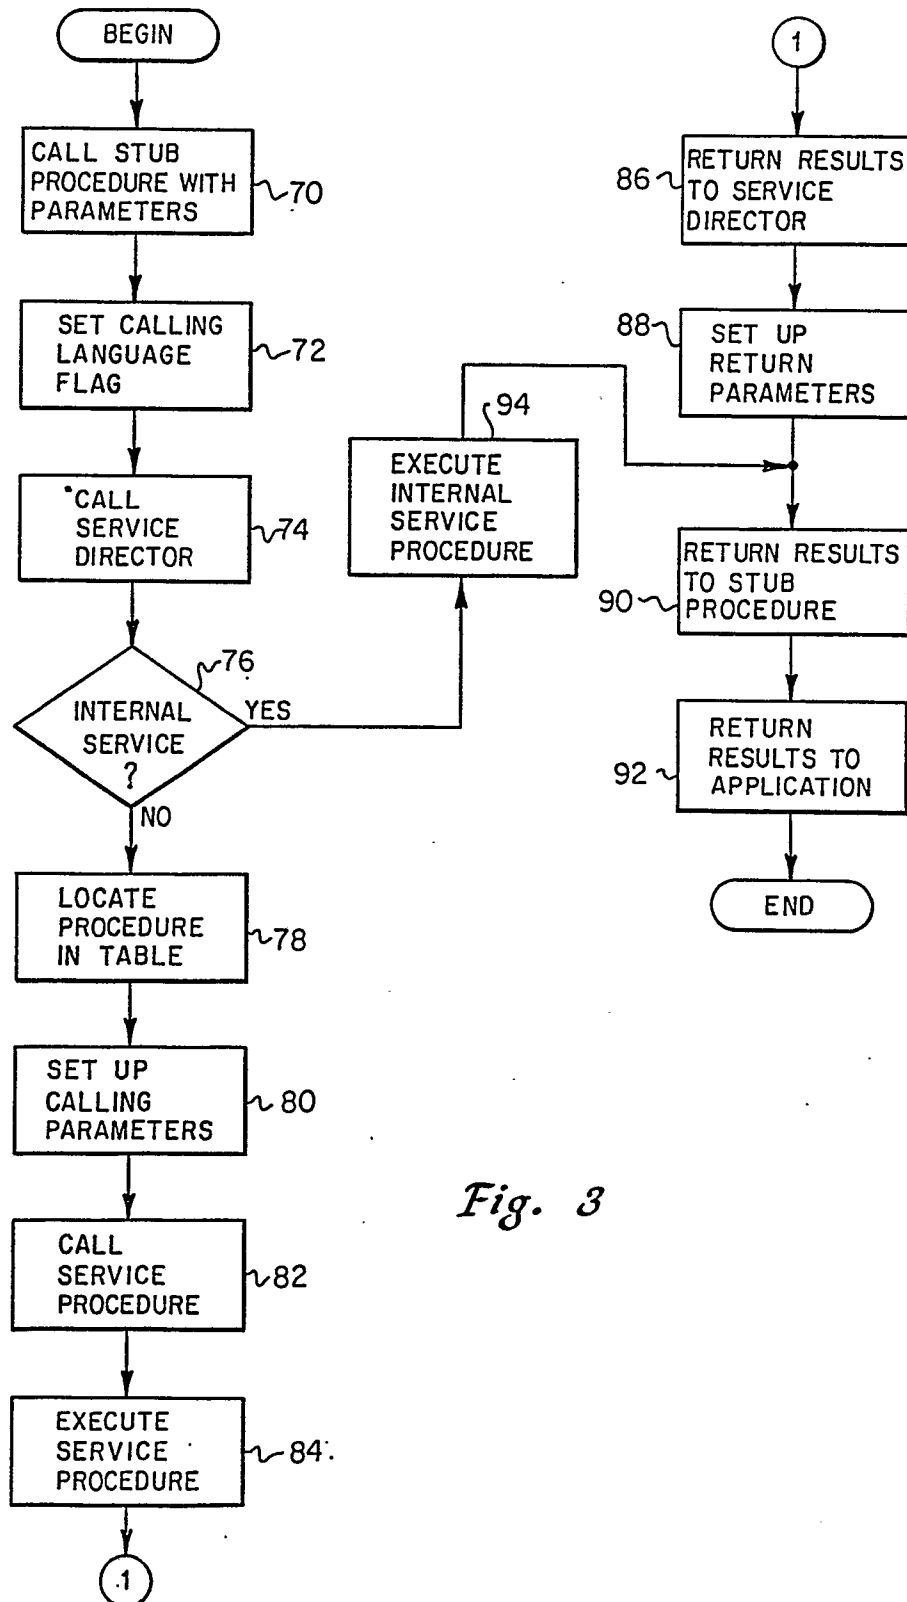 BEGIN
CALL STUB
PROCEDURE WITH
PARAMETERS
70
SET CALLING
LANGUAGE
FLAG
72
CALL
SERVICE
DIRECTOR
74
INTERNAL
SERVICE
?
76
YES
NO
94
EXECUTE
INTERNAL
SERVICE
PROCEDURE
LOCATE
PROCEDURE
IN TABLE
78
SET UP
CALLING
PARAMETERS
80
CALL
SERVICE
PROCEDURE
82
EXECUTE
SERVICE
PROCEDURE
84
1
1
RETURN RESULTS
TO SERVICE
DIRECTOR
86
SET UP
RETURN
PARAMETERS
88
RETURN RESULTS
TO STUB
PROCEDURE
90
RETURN
RESULTS TO
APPLICATION
92
END
Fig. 3